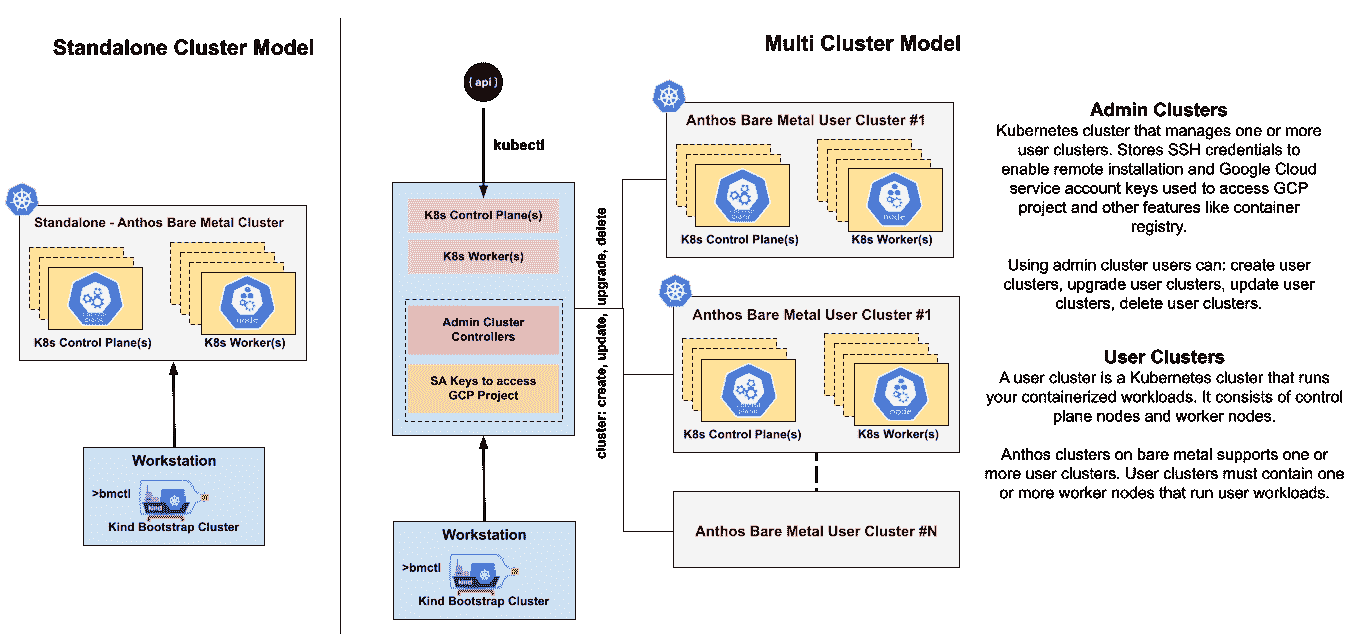 Standalone Cluster Model
Standalone - Anthos Bare Metal Cluster
node
K8s Control Plane(s)
K8s Worker(s)
Workstation
>bmctl
Kind Bootstrap Cluster
Multi Cluster Model
{ api }
kubectl
K8s Control Plane(s)
K8s Worker(s)
Admin Cluster
Controllers
SA Keys to access
GCP Project
cluster: create, update, upgrade, delete
Workstation
>bmctl
Kind Bootstrap Cluster
Anthos Bare Metal User Cluster #1
node
K8s Control Plane(s)
K8s Worker(s)
Anthos Bare Metal User Cluster #1
node
K8s Control Plane(s)
K8s Worker(s)
Anthos Bare Metal User Cluster #N
Admin Clusters
Kubernetes cluster that manages one or more
user clusters. Stores SSH credentials to
enable remote installation and Google Cloud
service account keys used to access GCP
project and other features like container
registry.
Using admin cluster users can: create user
clusters, upgrade user clusters, update user
clusters, delete user clusters.
User Clusters
A user cluster is a Kubernetes cluster that runs
your containerized workloads. It consists of control
plane nodes and worker nodes.
Anthos clusters on bare metal supports one or
more user clusters. User clusters must contain one
or more worker nodes that run user workloads.